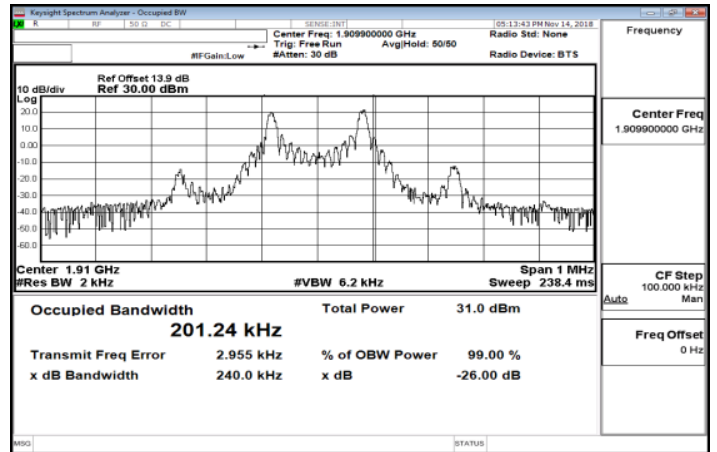 Keysight Spectrum Analyzer - Occupied BW
R RF 50 Ω DC SENSE:INT 05:13:43 PM Nov 14, 2018
Center Freq: 1.909900000 GHz Radio Std: None
Trig: Free Run Avg|Hold: 50/50
#IFGain:Low #Atten: 30 dB Radio Device: BTS
Frequency
Ref Offset 13.9 dB
10 dB/div Ref 30.00 dBm
Log
20.0
10.0
0.00
-10.0
-20.0
-30.0
-40.0
-50.0
-60.0
Center 1.91 GHz Span 1 MHz
#Res BW 2 kHz #VBW 6.2 kHz Sweep 238.4 ms
Occupied Bandwidth Total Power 31.0 dBm
201.24 kHz
Transmit Freq Error 2.955 kHz % of OBW Power 99.00 %
x dB Bandwidth 240.0 kHz x dB -26.00 dB
Center Freq
1.909900000 GHz
CF Step
100.000 kHz
Auto Man
Freq Offset
0 Hz
MSG STATUS